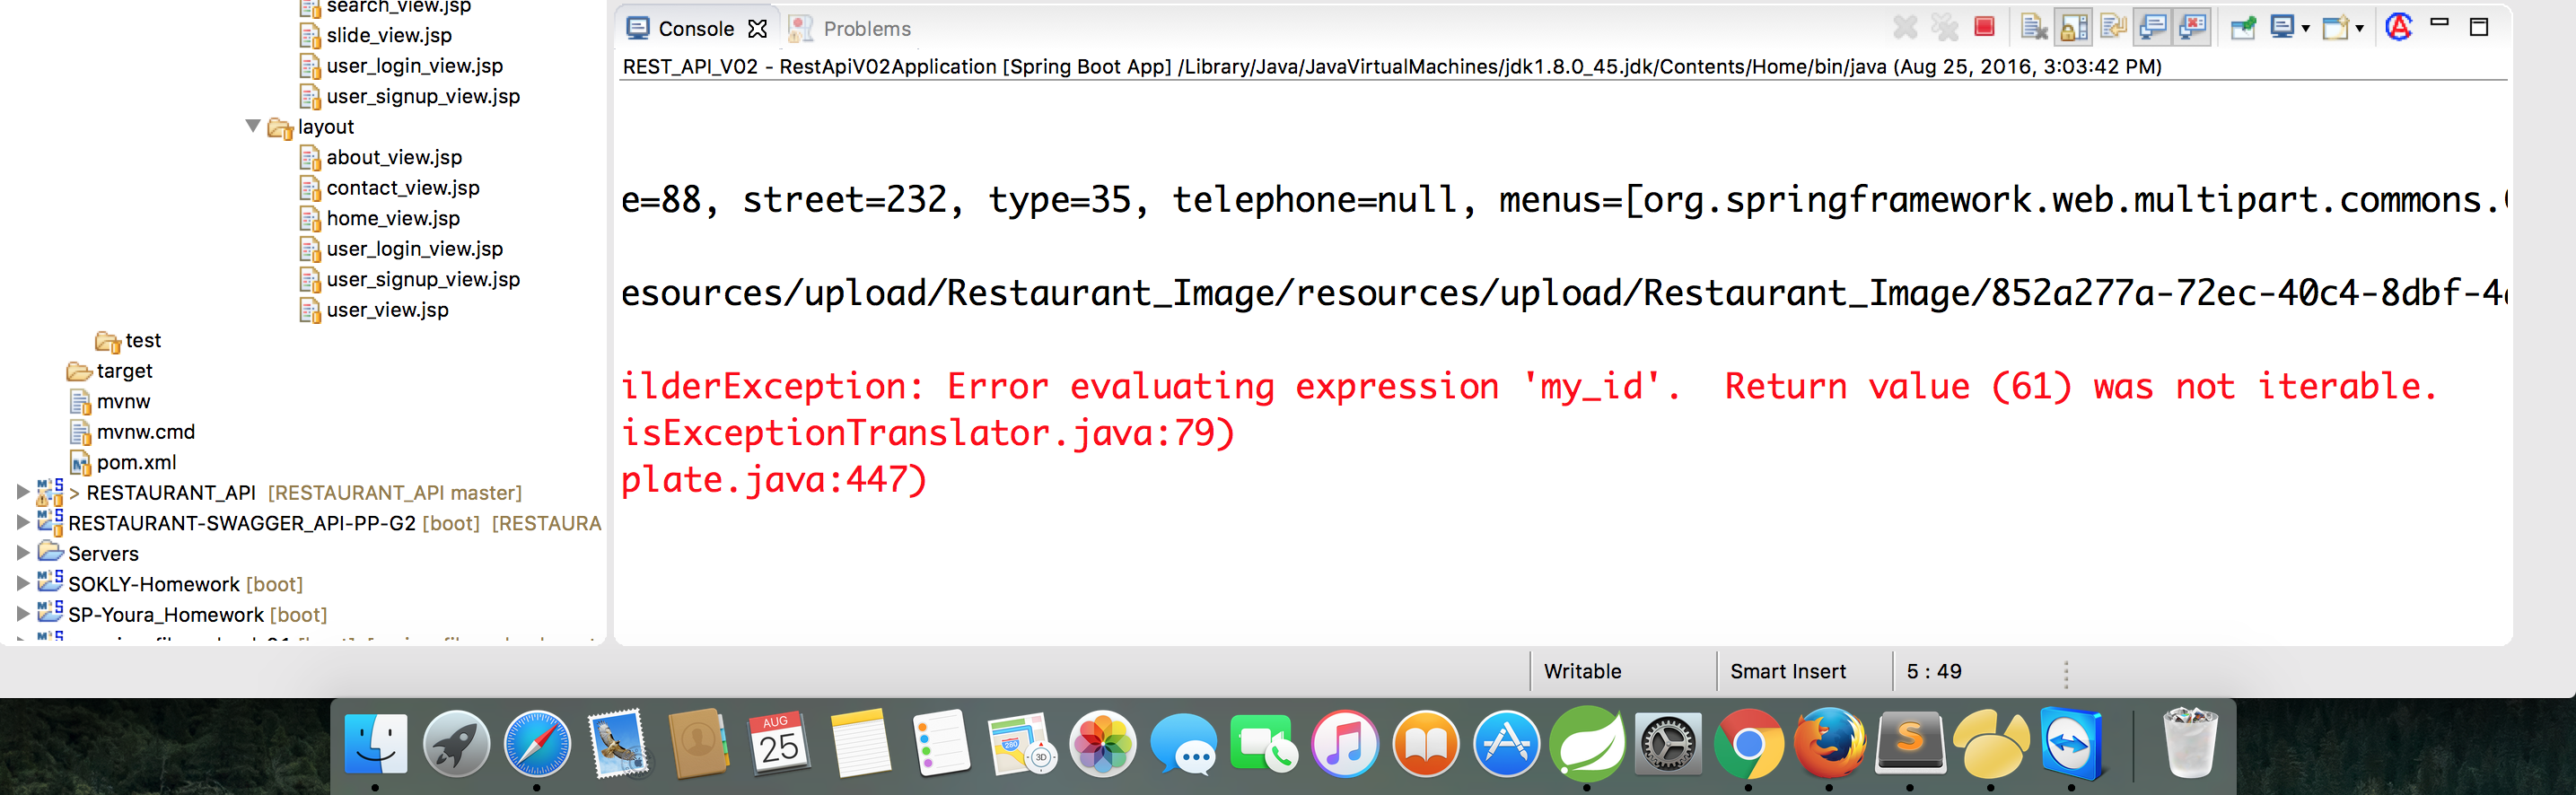 search_view.jsp
slide_view.jsp
user_login_view.jsp
user_signup_view.jsp
layout
about_view.jsp
contact_view.jsp
home_view.jsp
user_login_view.jsp
user_signup_view.jsp
user_view.jsp
test
target
mvnw
mvnw.cmd
pom.xml
> RESTAURANT_API [RESTAURANT_API master]
RESTAURANT-SWAGGER_API-PP-G2 [boot] [RESTAURA
Servers
SOKLY-Homework [boot]
SP-Youra_Homework [boot]
Console Problems
REST_API_V02 - RestApiV02Application [Spring Boot App] /Library/Java/JavaVirtualMachines/jdk1.8.0_45.jdk/Contents/Home/bin/java (Aug 25, 2016, 3:03:42 PM)
e=88, street=232, type=35, telephone=null, menus=[org.springframework.web.multipart.commons.
esources/upload/Restaurant_Image/resources/upload/Restaurant_Image/852a277a-72ec-40c4-8dbf-4
ilderException: Error evaluating expression 'my_id'.  Return value (61) was not iterable.
isExceptionTranslator.java:79)
plate.java:447)
Writable Smart Insert 5 : 49
AUG
25
280
3D
S